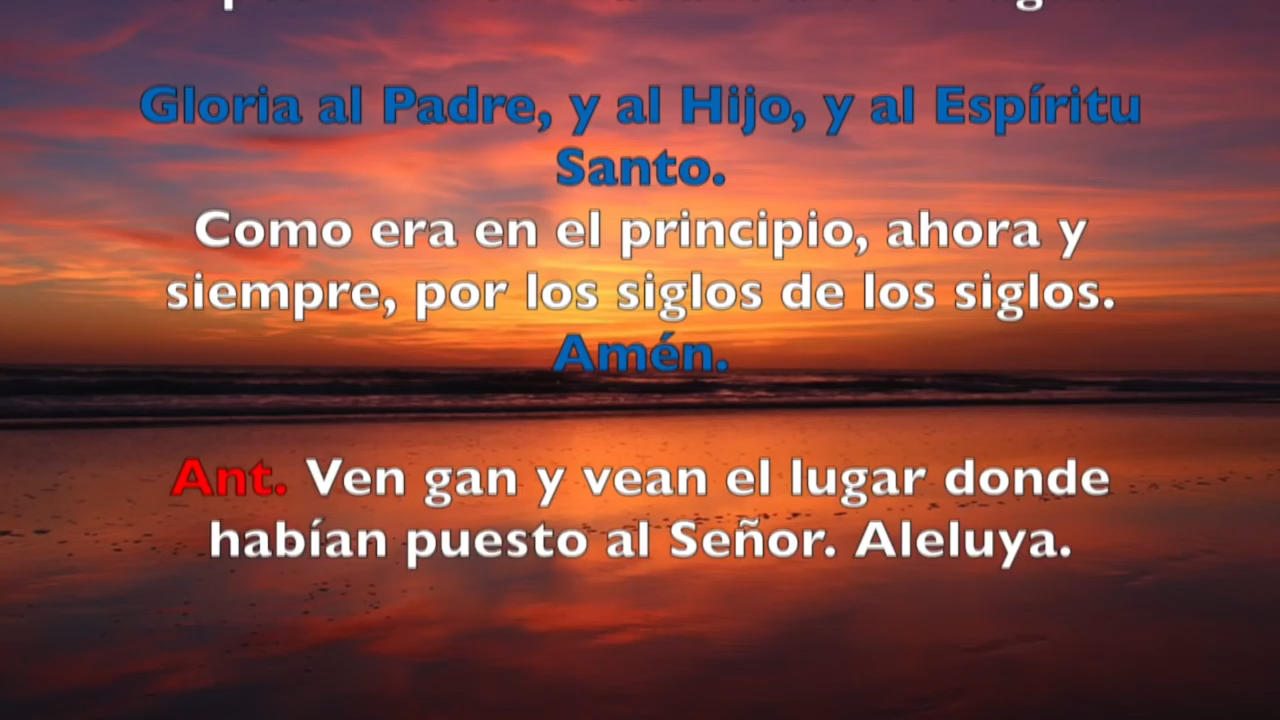 Gloria al Padre, y al Hijo, y al Espíritu
Santo.
Como era en el principio, ahora y
siempre, por los siglos de los siglos.
Amén.
Ant. Ven gan y vean el lugar donde
habían puesto al Señor. Aleluya.